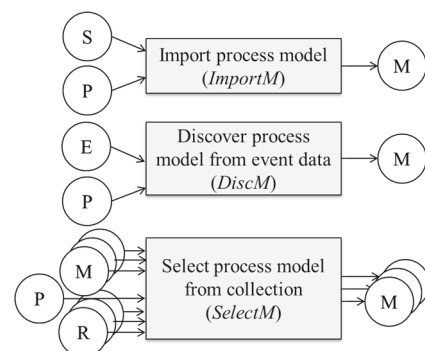 S
P
Import process model
(ImportM)
M
E
P
Discover process
model from event data
(DiscM)
M
M
P
R
Select process model
from collection
(SelectM)
M